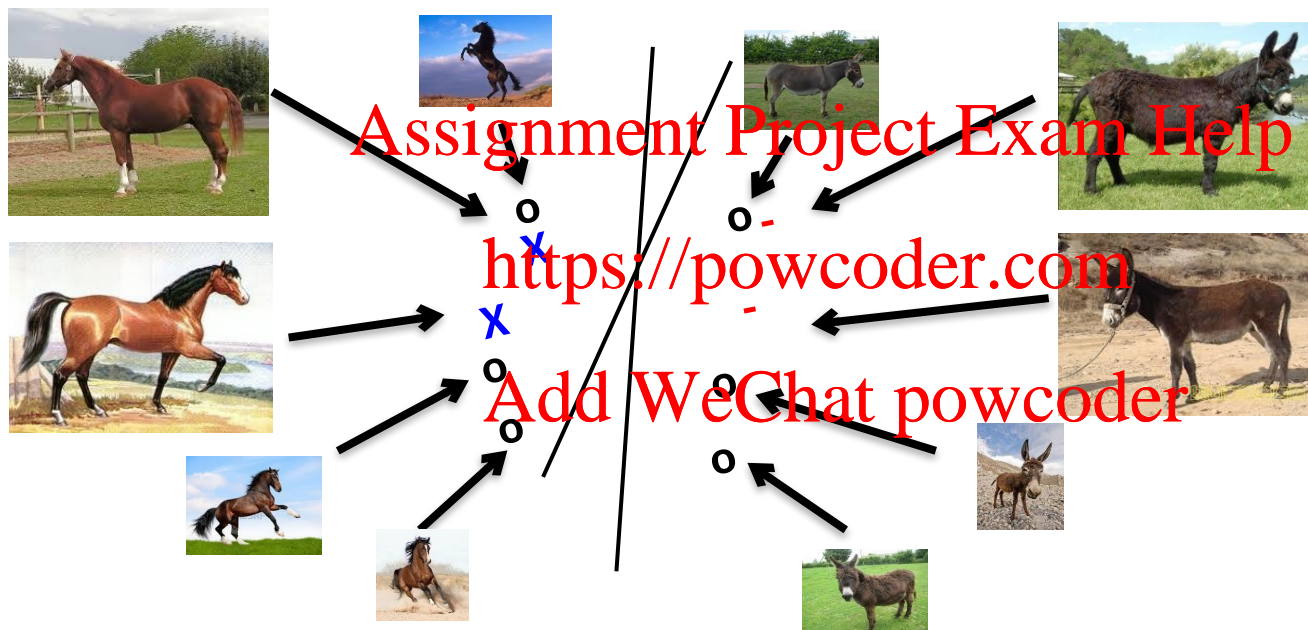 Assignment Project Exam Help
o
o -
x
https://powcoder.com
x
-
o
o
Add WeChat powcoder
o
o